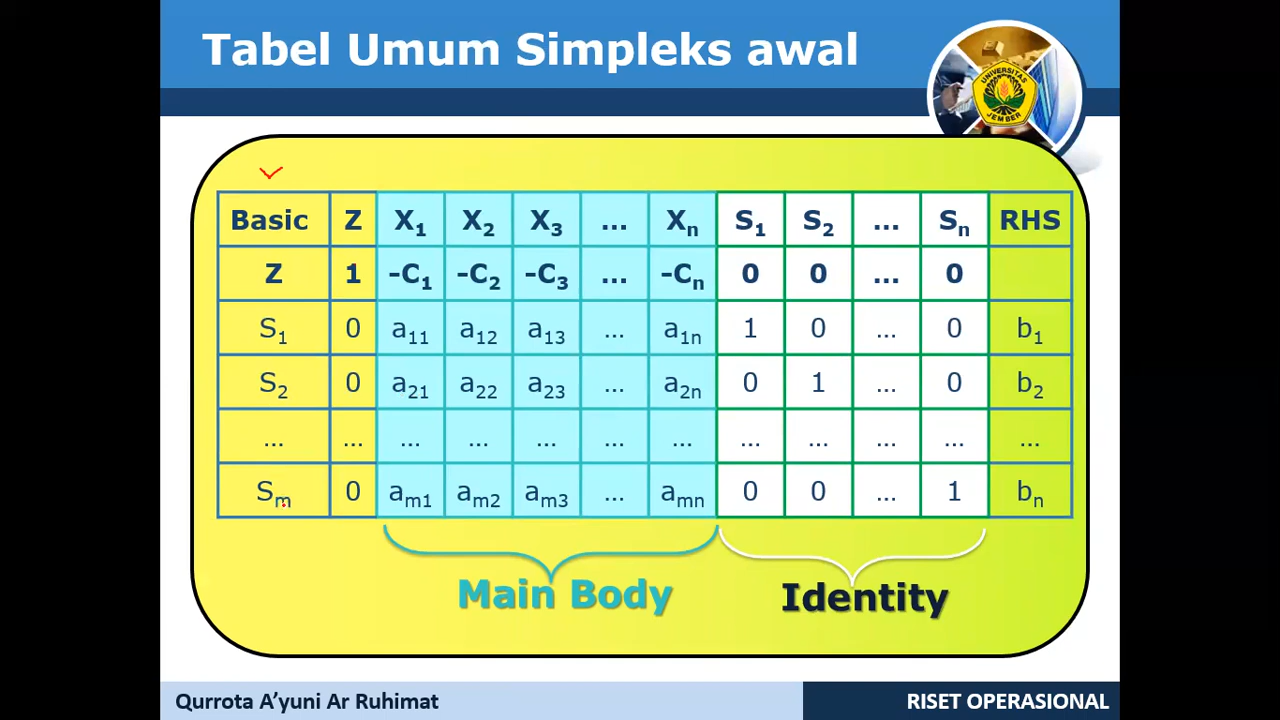 Tabel Umum Simpleks awal
UNIVERSITAS
JEMBER
Basic Z X1 X2 X3 ... Xn S1 S2 ... Sn RHS
Z 1 -C1 -C2 -C3 ... -Cn 0 0 ... 0
S1 0 a11 a12 a13 ... a1n 1 0 ... 0 b1
S2 0 a21 a22 a23 ... a2n 0 1 ... 0 b2
... ... ... ... ... ... ... ... ... ... ... ...
Sm 0 am1 am2 am3 ... amn 0 0 ... 1 bn
Main Body Identity
Qurrota A'yuni Ar Ruhimat RISET OPERASIONAL